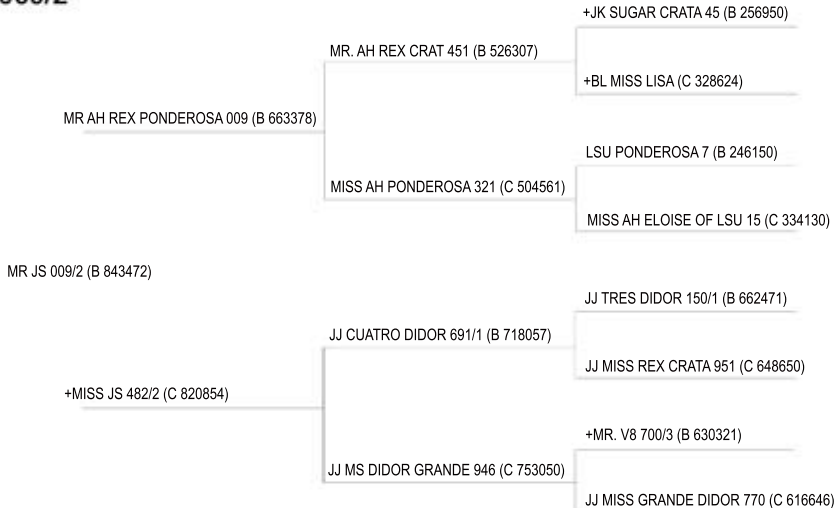 +JK SUGAR CRATA 45 (B 256950)
MR. AH REX CRAT 451 (B 526307)
+BL MISS LISA (C 328624)
MR AH REX PONDEROSA 009 (B 663378)
LSU PONDEROSA 7 (B 246150)
MISS AH PONDEROSA 321 (C 504561)
MISS AH ELOISE OF LSU 15 (C 334130)
MR JS 009/2 (B 843472)
JJ TRES DIDOR 150/1 (B 662471)
JJ CUATRO DIDOR 691/1 (B 718057)
JJ MISS REX CRATA 951 (C 648650)
+MISS JS 482/2 (C 820854)
+MR. V8 700/3 (B 630321)
JJ MS DIDOR GRANDE 946 (C 753050)
JJ MISS GRANDE DIDOR 770 (C 616646)